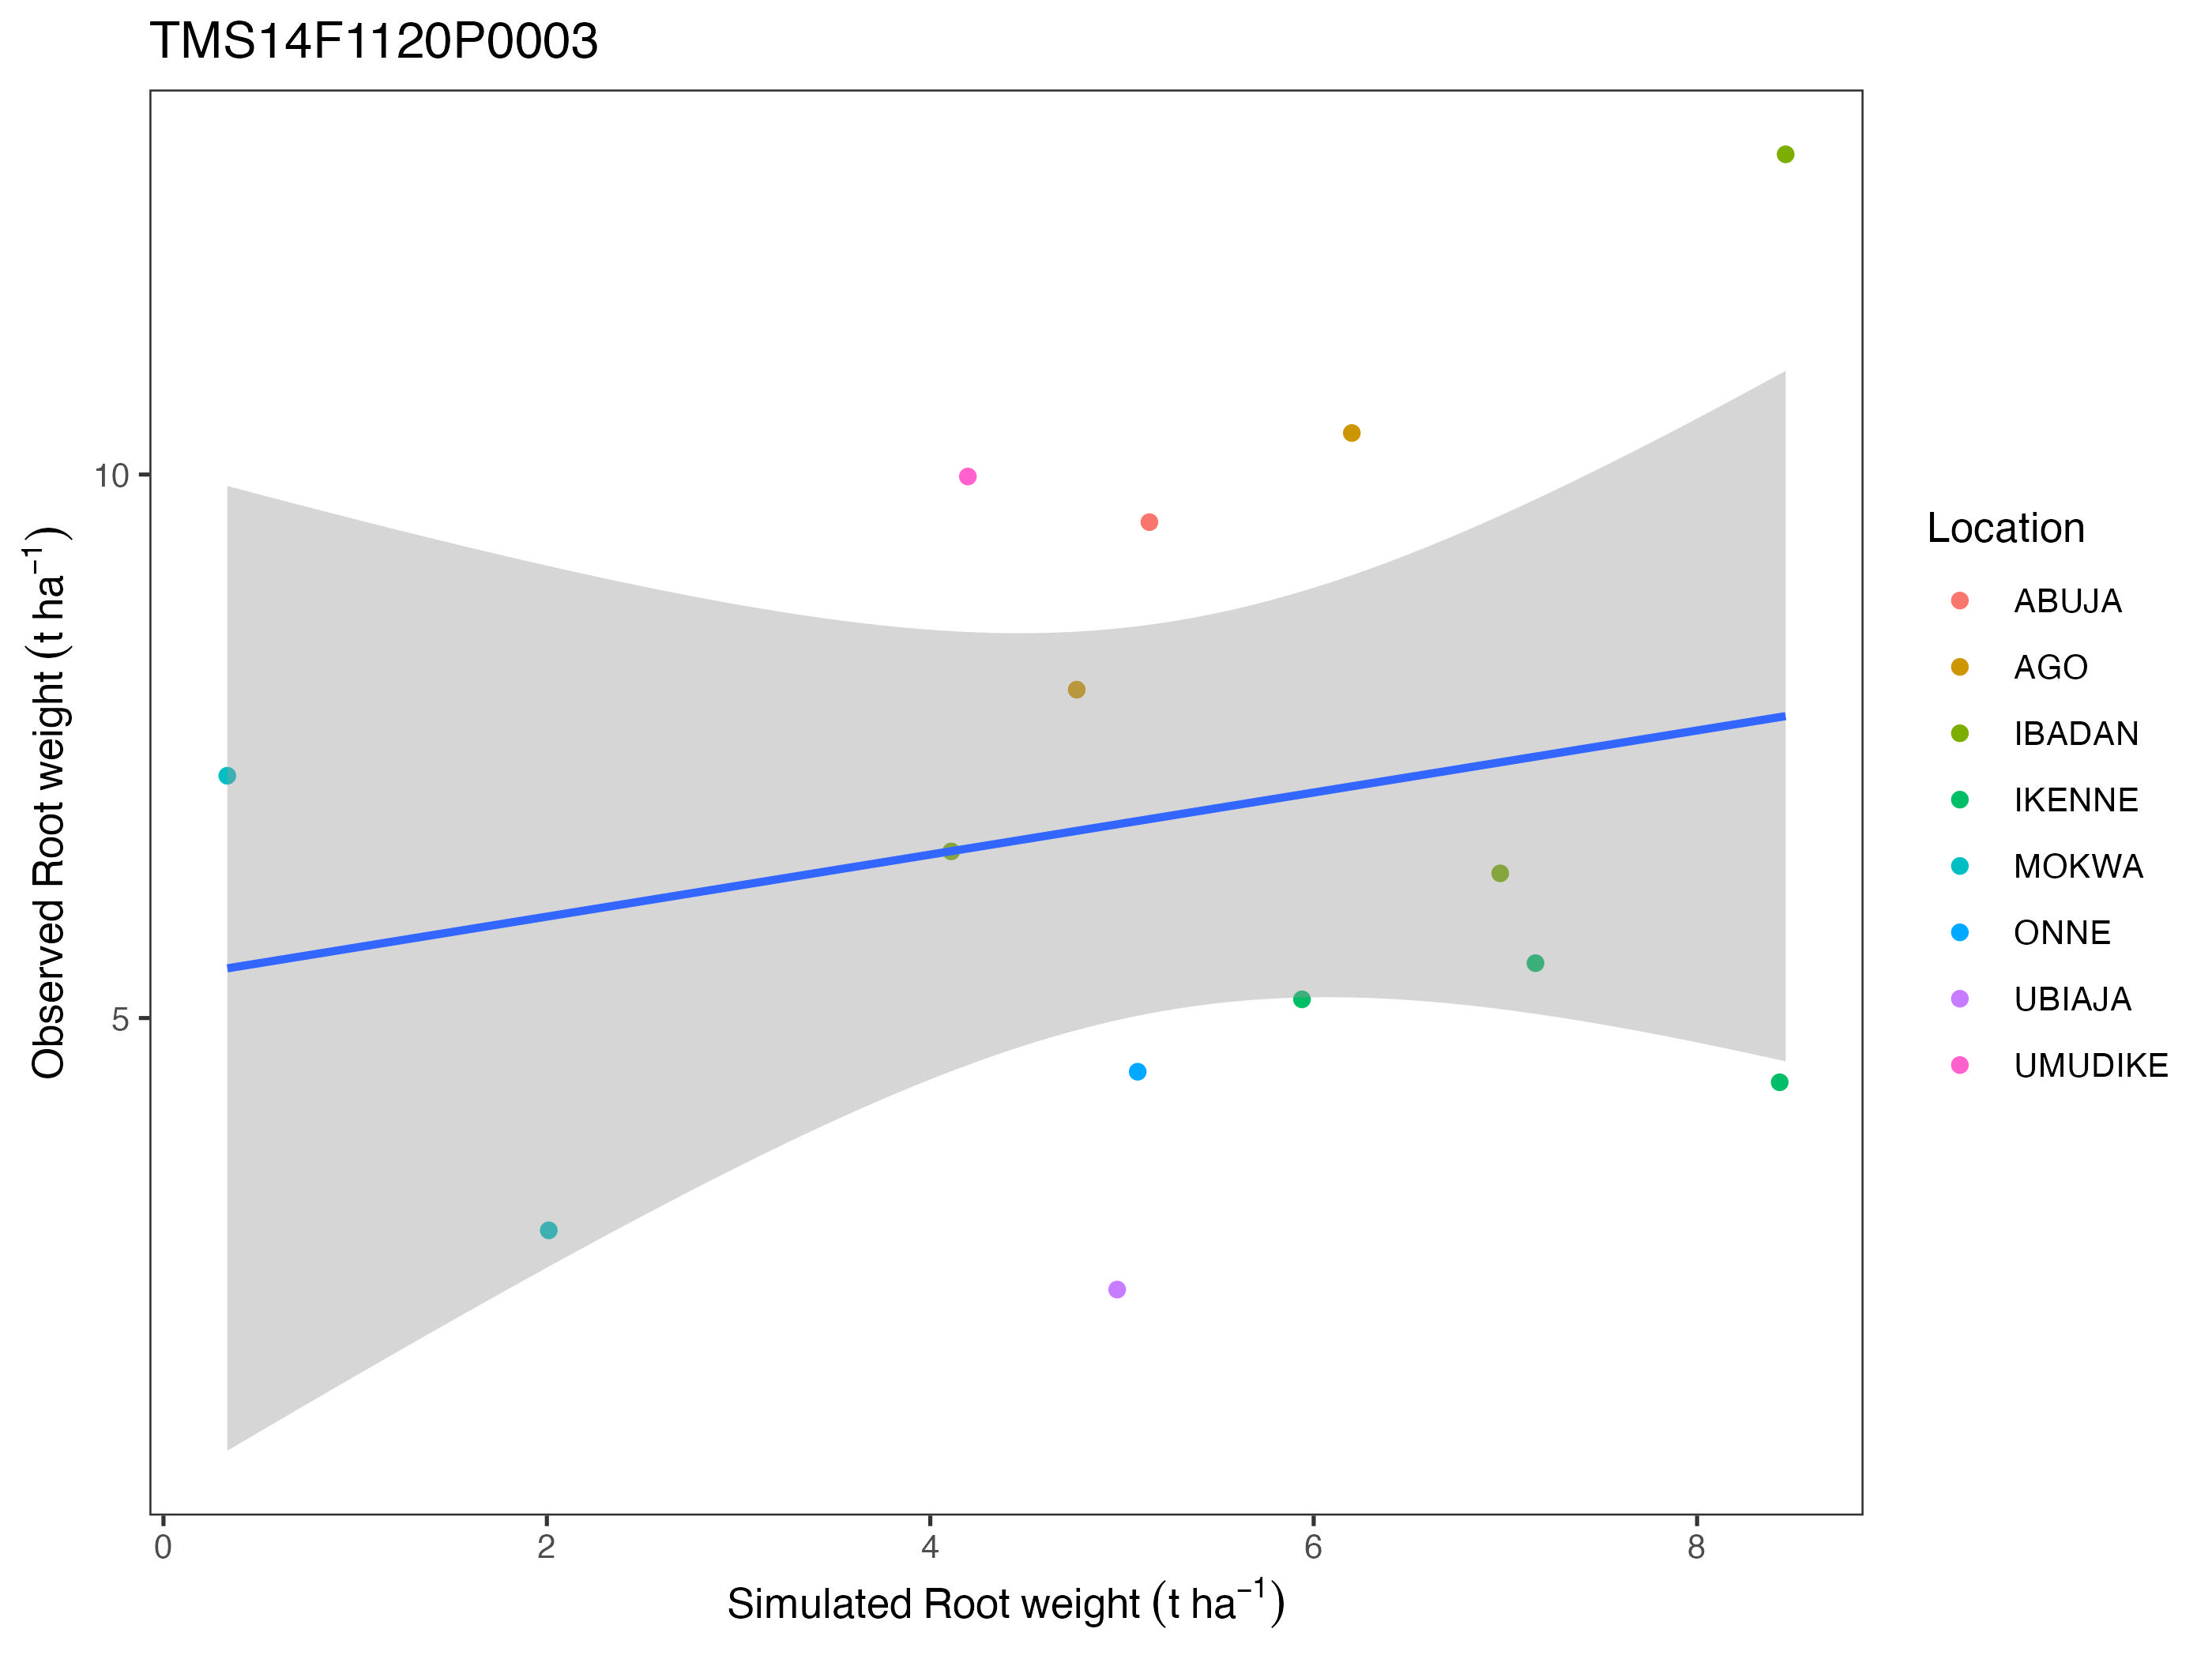 TMS14F1120P0003
Observed Root weight (t ha⁻¹)
10
5
0 2 4 6 8
Simulated Root weight (t ha⁻¹)
Location
ABUJA
AGO
IBADAN
IKENNE
MOKWA
ONNE
UBIAJA
UMUDIKE